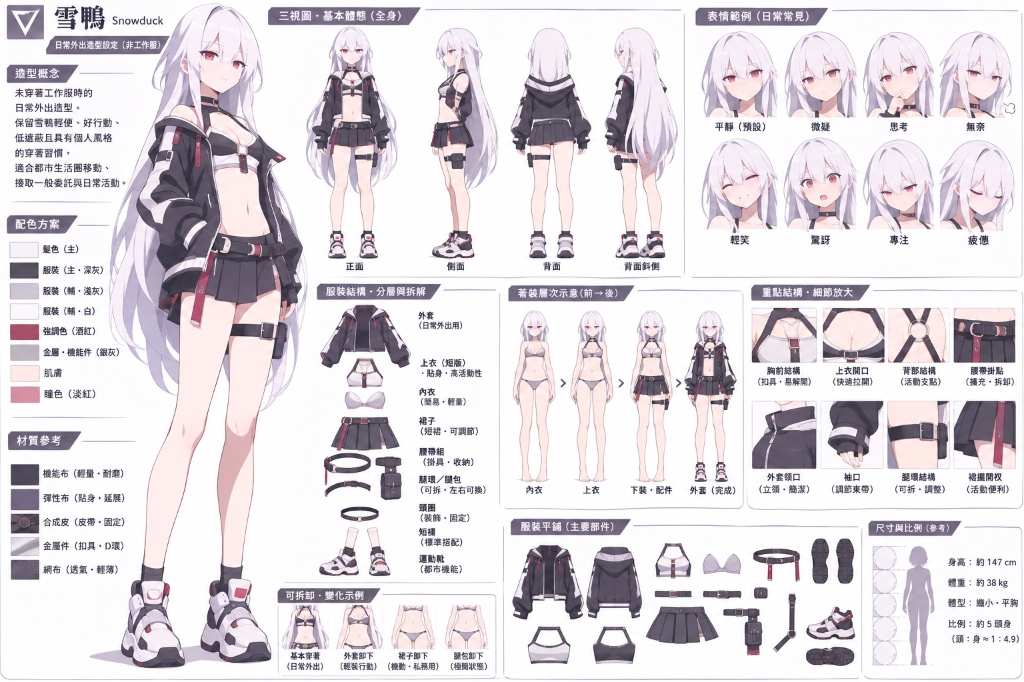 雪鴨 Snowduck
日常外出造型設定（非工作服）
造型概念
未穿著工作服時的
日常外出造型。
保留雪鴨輕便、好行動、
低遮蔽且具有個人風格
的穿著習慣，
適合都市生活圈移動、
接取一般委託與日常活動。
配色方案
髮色（主）
服裝（主・深灰）
服裝（輔・淺灰）
服裝（輔・白）
強調色（酒紅）
金屬・機能件（銀灰）
肌膚
瞳色（淡紅）
材質參考
機能布（輕量・耐磨）
彈性布（貼身・延展）
合成皮（皮帶・固定）
金屬件（扣具・D環）
網布（透氣・輕薄）
三視圖・基本體態（全身）
正面
側面
背面
背面斜側
表情範例（日常常見）
平靜（預設）
微疑
思考
無奈
輕笑
驚訝
專注
疲憊
服裝結構・分層與拆解
外套
（日常外出用）
上衣（短版）
・貼身・高活動性
內衣
（簡易・輕量）
裙子
（短裙・可調節）
腰帶組
（掛具・收納）
腿環／腿包
（可拆・左右可換）
頸圈
（裝飾・固定）
短襪
（標準搭配）
運動靴
（都市機能）
可拆卸・變化示例
基本穿著
（日常外出）
外套卸下
（輕裝行動）
裙子卸下
（機動・私務用）
腿包卸下
（極簡狀態）
著裝層次示意（前→後）
內衣
上衣
下裝・配件
外套（完成）
重點結構・細節放大
胸前結構
（扣具・易解開）
上衣開口
（快速拉開）
背部結構
（活動支點）
腰帶掛點
（擴充・拆卸）
外套領口
（立領・簡潔）
袖口
（調節束帶）
腿環結構
（可拆・調整）
裙擺開衩
（活動便利）
服裝平鋪（主要部件）
尺寸與比例（參考）
身高：約 147 cm
體重：約 38 kg
體型：纖小・平胸
比例：約 5 頭身
（頭：身 ≈ 1：4.9）